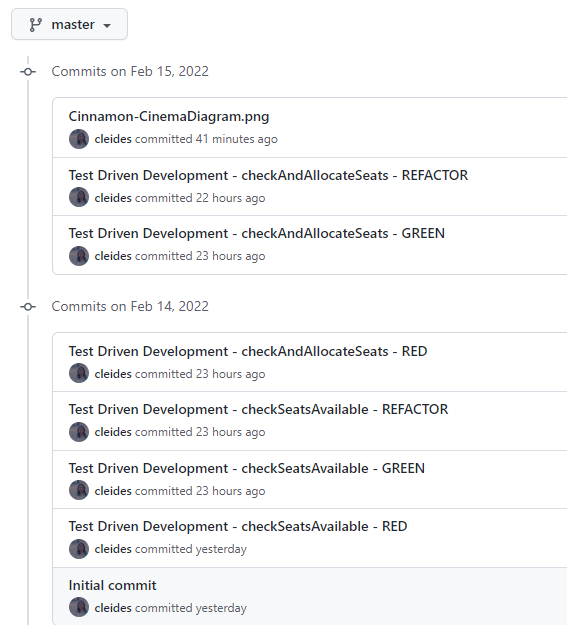 master
Commits on Feb 15, 2022
Cinnamon-CinemaDiagram.png
cleides committed 41 minutes ago
Test Driven Development - checkAndAllocateSeats - REFACTOR
cleides committed 22 hours ago
Test Driven Development - checkAndAllocateSeats - GREEN
cleides committed 23 hours ago
Commits on Feb 14, 2022
Test Driven Development - checkAndAllocateSeats - RED
cleides committed 23 hours ago
Test Driven Development - checkSeatsAvailable - REFACTOR
cleides committed 23 hours ago
Test Driven Development - checkSeatsAvailable - GREEN
cleides committed 23 hours ago
Test Driven Development - checkSeatsAvailable - RED
cleides committed yesterday
Initial commit
cleides committed yesterday